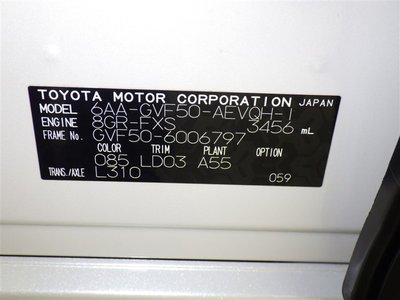 TOYOTA MOTOR CORPORATION JAPAN
MODEL 6AA-GVF50-AEVQH-1
ENGINE 8GR-FXS 3456 mL
FRAME No. GVF50-6006797
COLOR TRIM PLANT OPTION
085 LD03 A55
TRANS./AXLE L310 059